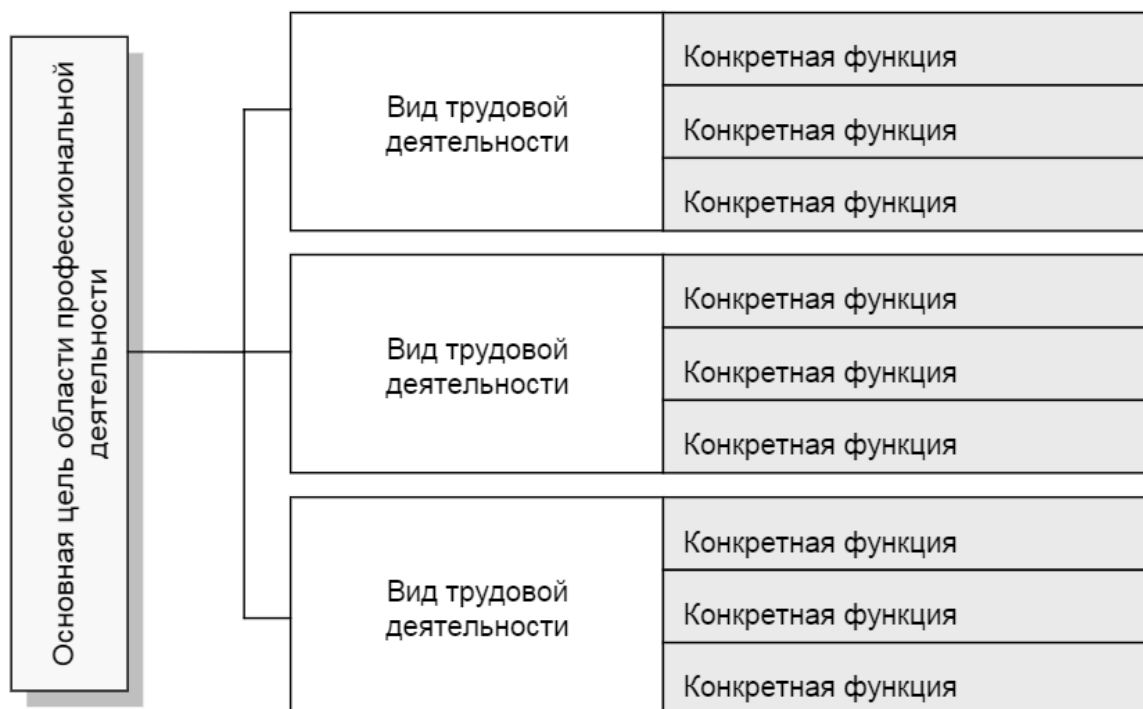 Основная цель области профессиональной
деятельности
Вид трудовой
деятельности
Конкретная функция
Конкретная функция
Конкретная функция
Вид трудовой
деятельности
Конкретная функция
Конкретная функция
Конкретная функция
Вид трудовой
деятельности
Конкретная функция
Конкретная функция
Конкретная функция